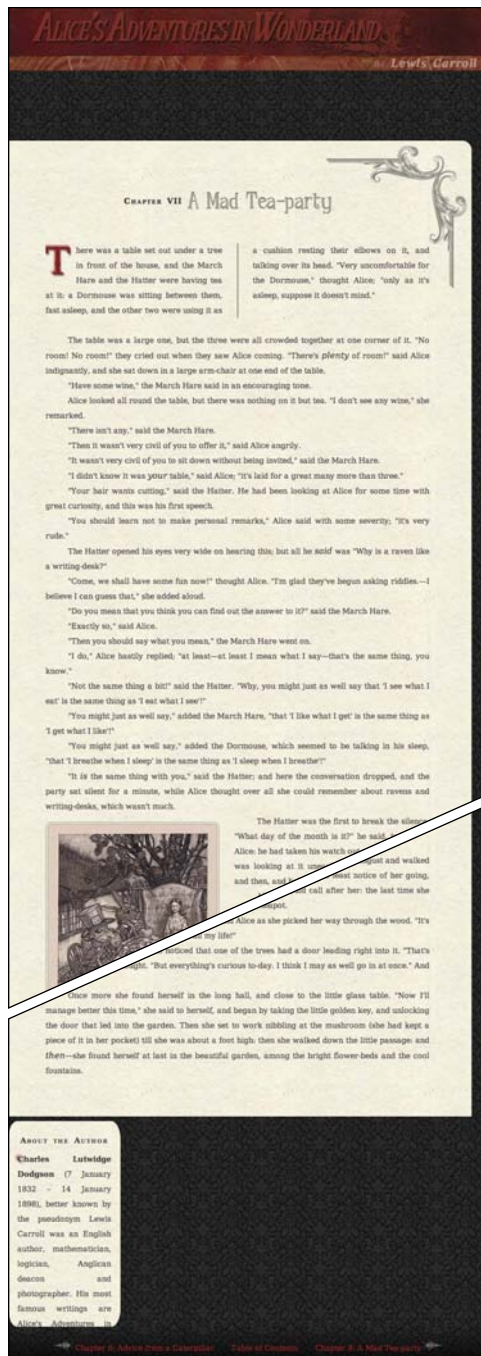 ALICE'S ADVENTURES IN WONDERLAND
Lewis Carroll
CHAPTER VII A Mad Tea-party
There was a table set out under a tree
in front of the house, and the March
Hare and the Hatter were having tea
at it: a Dormouse was sitting between them,
fast asleep, and the other two were using it as
a cushion resting their elbows on it, and
talking over its head. "Very uncomfortable for
the Dormouse," thought Alice; "only as it's
asleep, suppose it doesn't mind."
The table was a large one, but the three were all crowded together at one corner of it. "No
room! No room!" they cried out when they saw Alice coming. "There's plenty of room!" said Alice
indignantly, and she sat down in a large arm-chair at one end of the table.
"Have some wine," the March Hare said in an encouraging tone.
Alice looked all round the table, but there was nothing on it but tea. "I don't see any wine," she
remarked.
"There isn't any," said the March Hare.
"Then it wasn't very civil of you to offer it," said Alice angrily.
"It wasn't very civil of you to sit down without being invited," said the March Hare.
"I didn't know it was your table," said Alice; "it's laid for a great many more than three."
"Your hair wants cutting," said the Hatter. He had been looking at Alice for some time with
great curiosity, and this was his first speech.
"You should learn not to make personal remarks," Alice said with some severity; "it's very
rude."
The Hatter opened his eyes very wide on hearing this; but all he said was "Why is a raven like
a writing-desk?"
"Come, we shall have some fun now!" thought Alice. "I'm glad they've begun asking riddles.—I
believe I can guess that," she added aloud.
"Do you mean that you think you can find out the answer to it?" said the March Hare.
"Exactly so," said Alice.
"Then you should say what you mean," the March Hare went on.
"I do," Alice hastily replied; "at least—at least I mean what I say—that's the same thing, you
know."
"Not the same thing a bit!" said the Hatter. "Why, you might just as well say that 'I see what I
eat' is the same thing as 'I eat what I see'!"
"You might just as well say," added the March Hare, "that 'I like what I get' is the same thing as
'I get what I like'!"
"You might just as well say," added the Dormouse, which seemed to be talking in his sleep,
"that 'I breathe when I sleep' is the same thing as 'I sleep when I breathe'!"
"It is the same thing with you," said the Hatter; and here the conversation dropped, and the
party sat silent for a minute, while Alice thought over all she could remember about ravens and
writing-desks, which wasn't much.
The Hatter was the first to break the silence.
"What day of the month is it?" he said,
Alice: he had taken his watch out
was looking at it and walked
and then, and least notice of her going,
call after her: the last time she
Alice as she picked her way through the wood. "It's
my life!"
noticed that one of the trees had a door leading right into it. "That's
"But everything's curious to-day. I think I may as well go in at once." And
Once more she found herself in the long hall, and close to the little glass table. "Now I'll
manage better this time," she said to herself, and began by taking the little golden key, and unlocking
the door that led into the garden. Then she set to work nibbling at the mushroom (she had kept a
piece of it in her pocket) till she was about a foot high: then she walked down the little passage: and
then—she found herself at last in the beautiful garden, among the bright flower-beds and the cool
fountains.
ABOUT THE AUTHOR
Charles Lutwidge
Dodgson (7 January
1832 – 14 January
1898), better known by
the pseudonym Lewis
Carroll was an English
author, mathematician,
logician, Anglican
deacon and
photographer. His most
famous writings are
Alice's Adventures in
Chapter 6: Advice from a Caterpillar Table of Contents Chapter 8: A Mad Tea-party